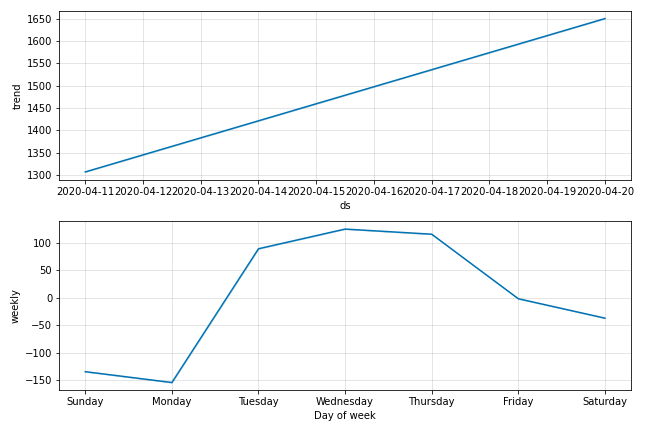 1650
1600
1550
1500
1450
1400
1350
1300
trend
2020-04-11 2020-04-12 2020-04-13 2020-04-14 2020-04-15 2020-04-16 2020-04-17 2020-04-18 2020-04-19 2020-04-20
ds
100
50
0
−50
−100
−150
weekly
Sunday Monday Tuesday Wednesday Thursday Friday Saturday
Day of week